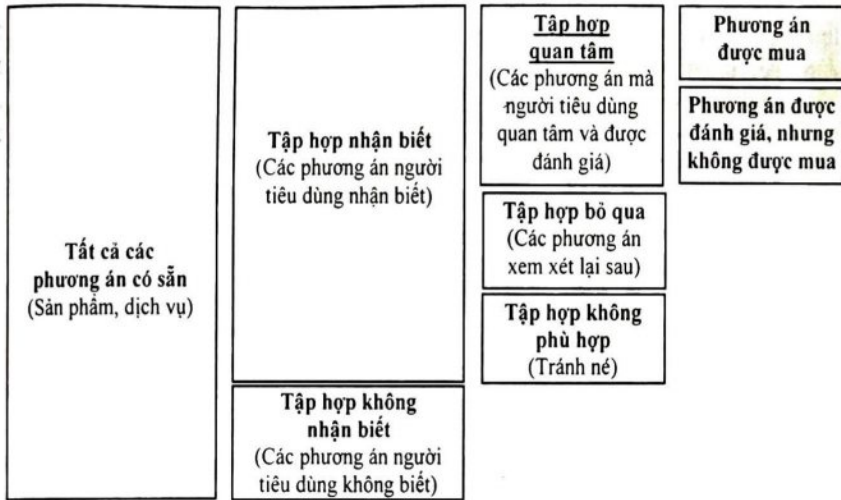 Tất cả các
phương án có sẵn
(Sản phẩm, dịch vụ)
Tập hợp nhận biết
(Các phương án người
tiêu dùng nhận biết)
Tập hợp không
nhận biết
(Các phương án người
tiêu dùng không biết)
Tập hợp
quan tâm
(Các phương án mà
người tiêu dùng
quan tâm và được
đánh giá)
Tập hợp bỏ qua
(Các phương án
xem xét lại sau)
Tập hợp không
phù hợp
(Tránh né)
Phương án
được mua
Phương án được
đánh giá, nhưng
không được mua